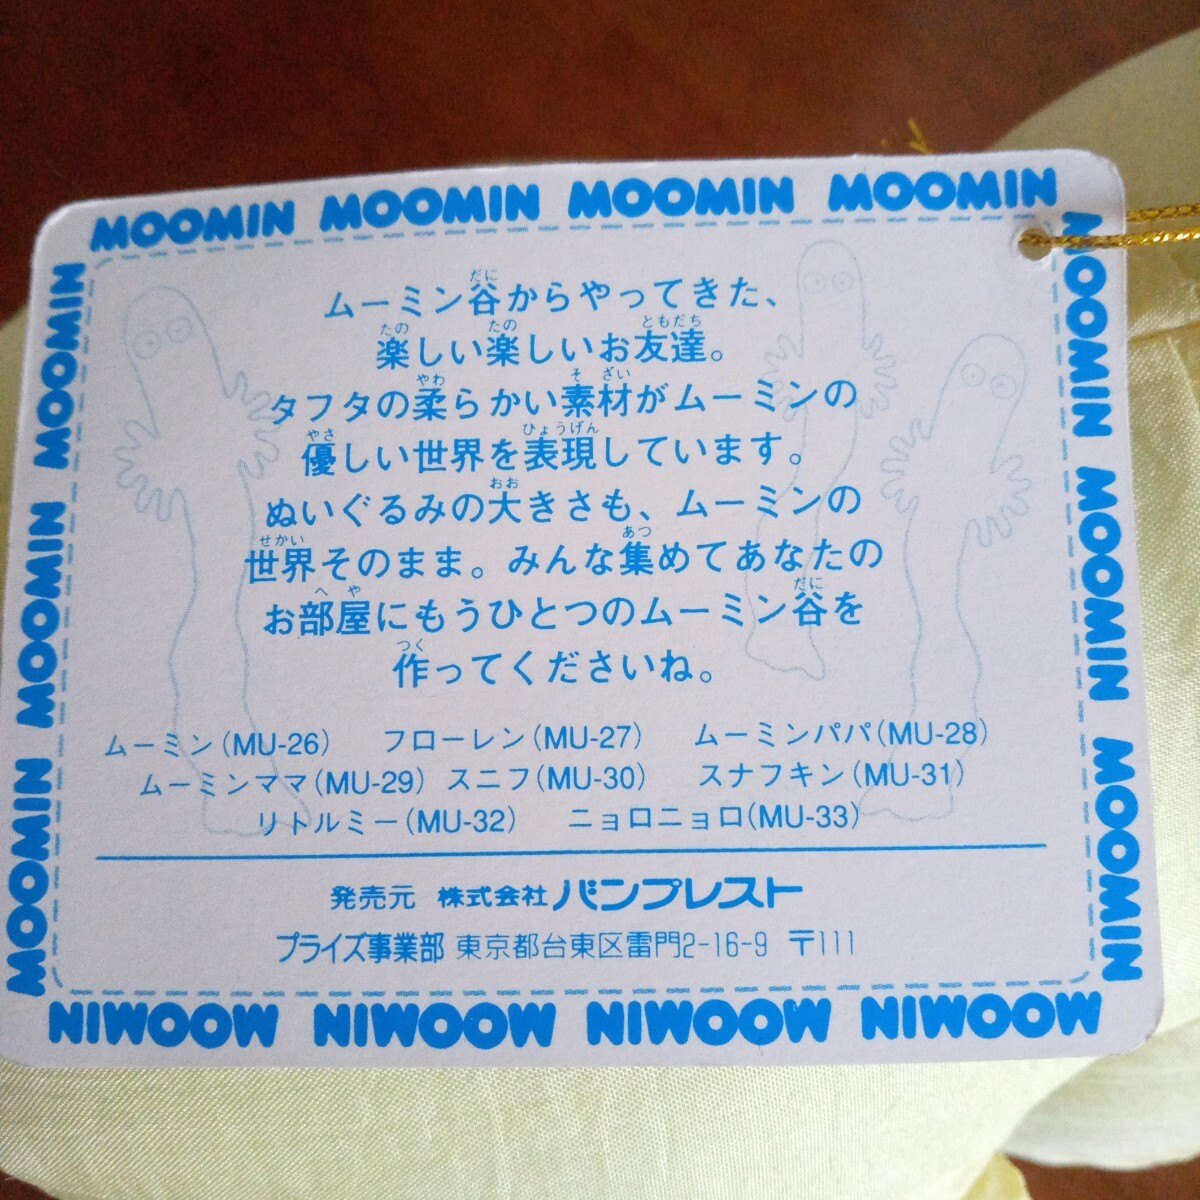 MOOMIN MOOMIN MOOMIN MOOMIN
ムーミン谷からやってきた、
楽しい楽しいお友達。
タフタの柔らかい素材がムーミンの
優しい世界を表現しています。
ぬいぐるみの大きさも、ムーミンの
世界そのまま。みんな集めてあなたの
お部屋にもうひとつのムーミン谷を
作ってくださいね。
ムーミン(MU-26) フローレン(MU-27) ムーミンパパ(MU-28)
ムーミンママ(MU-29) スニフ(MU-30) スナフキン(MU-31)
リトルミー(MU-32) ニョロニョロ(MU-33)
発売元 株式会社バンプレスト
プライズ事業部 東京都台東区雷門2-16-9 〒111
MOOMIN MOOMIN MOOMIN
MOOMIN MOOMIN MOOMIN
MOOMIN MOOMIN MOOMIN MOOMIN